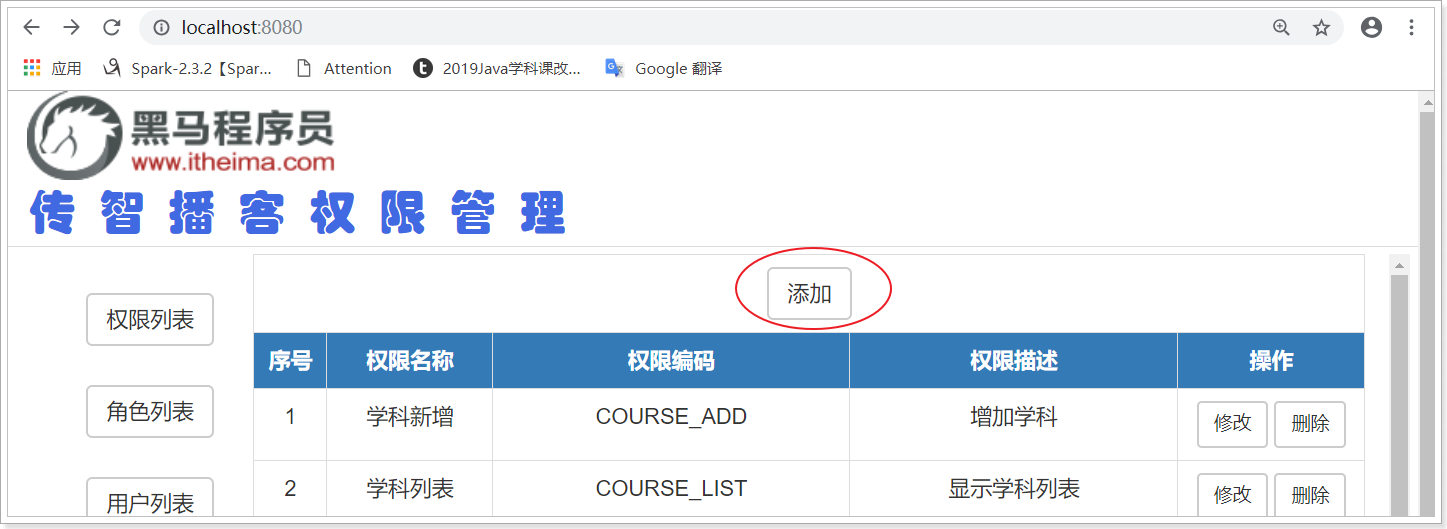 localhost:8080
应用 Spark-2.3.2【Spar... Attention 2019Java学科课改... Google 翻译
黑马程序员
www.itheima.com
传智播客权限管理
添加
权限列表
角色列表
用户列表
序号 权限名称 权限编码 权限描述 操作
1 学科新增 COURSE_ADD 增加学科 修改 删除
2 学科列表 COURSE_LIST 显示学科列表 修改 删除